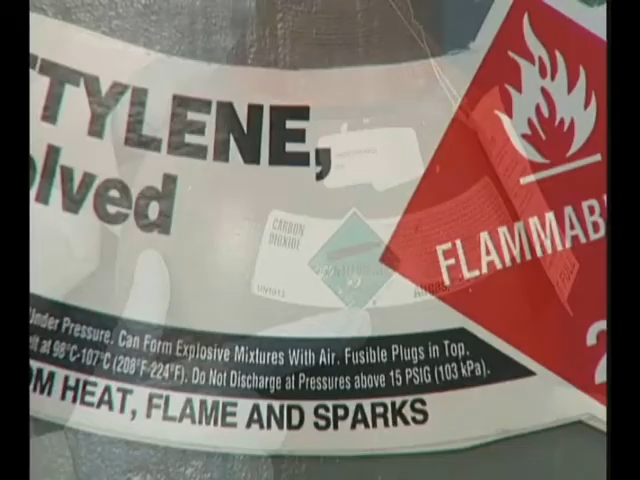 TYLENE,
olved
CARBON
DIOXIDE
UN1013
FLAMMAB
2
Under Pressure. Can Form Explosive Mixtures With Air. Fusible Plugs in Top.
elt at 98°C-107°C (208°F-224°F). Do Not Discharge at Pressures above 15 PSIG (103 kPa).
OM HEAT, FLAME AND SPARKS